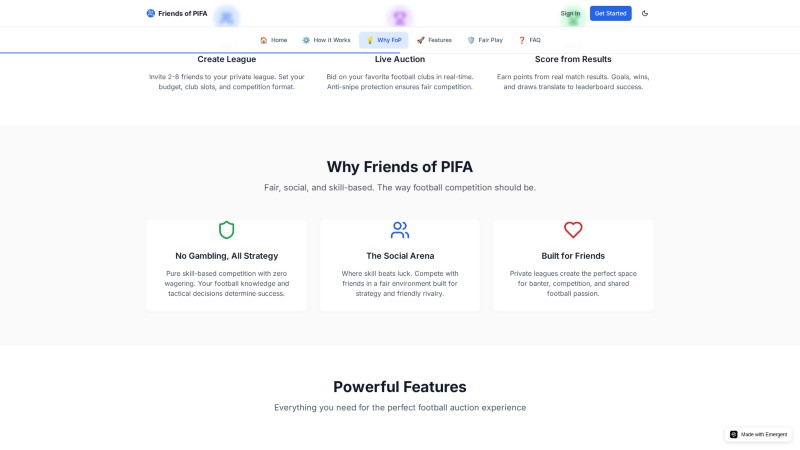 Friends of PIFA
Sign In
Get Started
Home
How it Works
Why FoP
Features
Fair Play
FAQ
Create League
Live Auction
Score from Results
Invite 2-8 friends to your private league. Set your
budget, club slots, and competition format.
Bid on your favorite football clubs in real-time.
Anti-snipe protection ensures fair competition.
Earn points from real match results. Goals, wins,
and draws translate to leaderboard success.
Why Friends of PIFA
Fair, social, and skill-based. The way football competition should be.
No Gambling, All Strategy
Pure skill-based competition with zero
wagering. Your football knowledge and
tactical decisions determine success.
The Social Arena
Where skill beats luck. Compete with
friends in a fair environment built for
strategy and friendly rivalry.
Built for Friends
Private leagues create the perfect space
for banter, competition, and shared
football passion.
Powerful Features
Everything you need for the perfect football auction experience
Made with Emergent